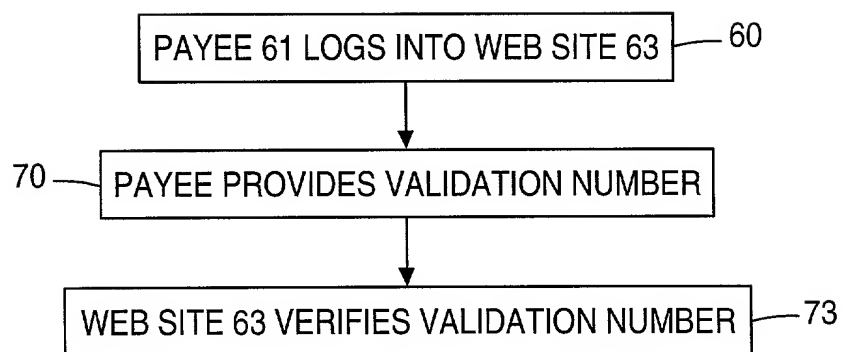 PAYEE 61 LOGS INTO WEB SITE 63
60
70
PAYEE PROVIDES VALIDATION NUMBER
WEB SITE 63 VERIFIES VALIDATION NUMBER
73